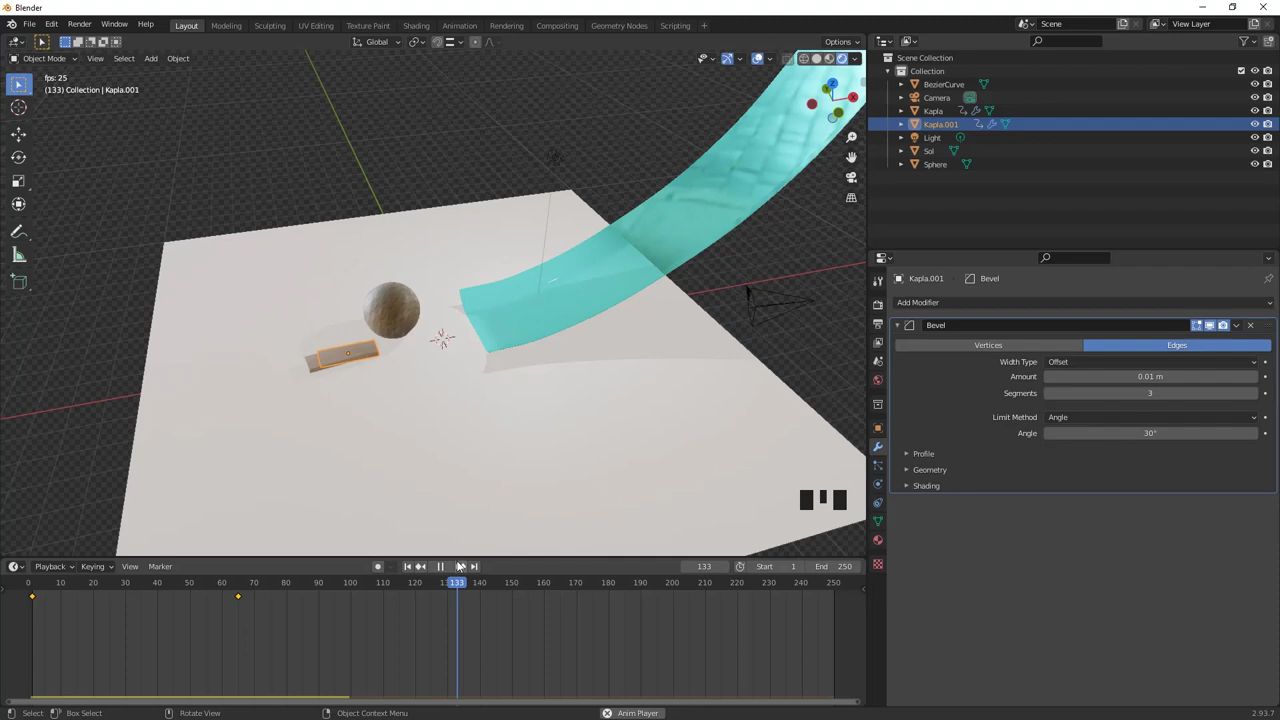 Blender
File Edit Render Window Help
Layout Modeling Sculpting UV Editing Texture Paint Shading Animation Rendering Compositing Geometry Nodes Scripting +
Scene
View Layer
Global
Options
Object Mode View Select Add Object
fps: 25
(133) Collection | Kapla.001
Z
X
Scene Collection
Collection
BezierCurve
Camera
Kapla
Kapla.001
Light
Sol
Sphere
Kapla.001 Bevel
Add Modifier
Bevel
Vertices Edges
Width Type Offset
Amount 0.01 m
Segments 3
Limit Method Angle
Angle 30°
Profile
Geometry
Shading
Playback Keying View Marker
133 Start 1 End 250
0 10 20 30 40 50 60 70 80 90 100 110 120 133 140 150 160 170 180 190 200 210 220 230 240 250
Select Box Select Rotate View Object Context Menu Anim Player 2.93.7